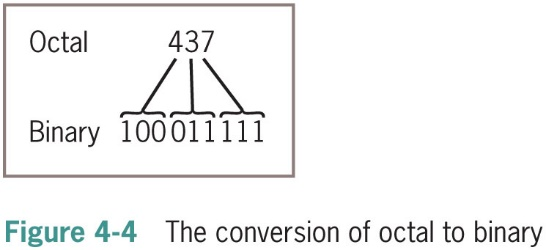 Octal 437
Binary 100011111
Figure 4-4 The conversion of octal to binary